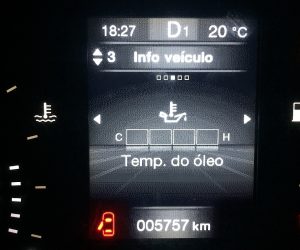 18:27 D1 20 °C
3 Info veículo
C H
Temp. do óleo
005757 km